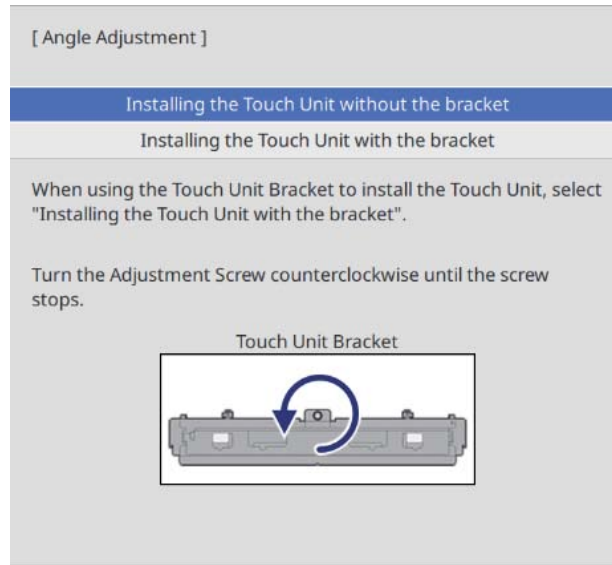 [ Angle Adjustment ]
Installing the Touch Unit without the bracket
Installing the Touch Unit with the bracket
When using the Touch Unit Bracket to install the Touch Unit, select
"Installing the Touch Unit with the bracket".
Turn the Adjustment Screw counterclockwise until the screw
stops.
Touch Unit Bracket